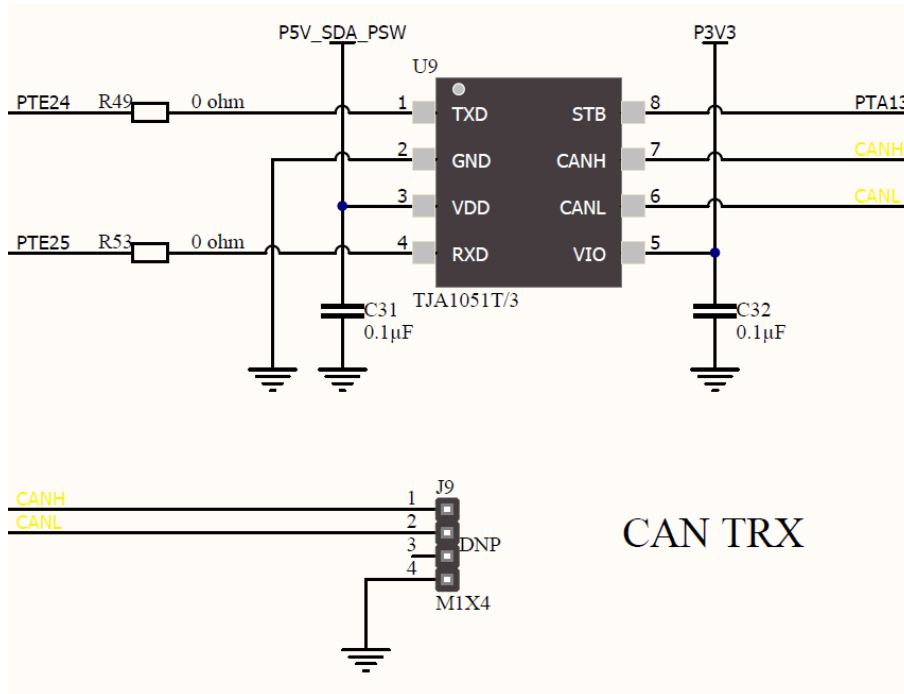 P5V_SDA_PSW
P3V3
U9
PTE24 R49 0 ohm 1 TXD STB 8 PTA13
2 GND CANH 7 CANH
3 VDD CANL 6 CANL
PTE25 R53 0 ohm 4 RXD VIO 5
TJA1051T/3
C31
0.1µF
C32
0.1µF
J9
CANH 1
CANL 2
3 DNP
4
M1X4
CAN TRX